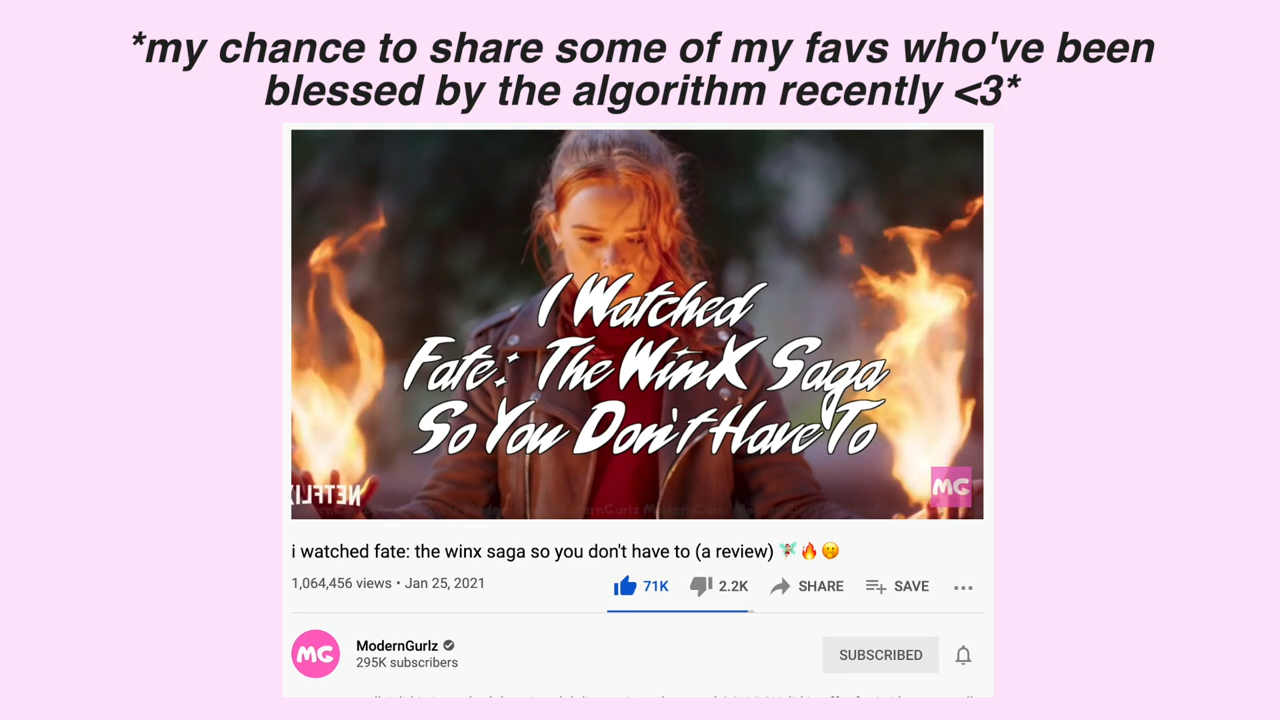 *my chance to share some of my favs who've been
blessed by the algorithm recently <3*
I Watched
Fate: The WinX Saga
So You Don't Have To
NETFLIX
MG
i watched fate: the winx saga so you don't have to (a review) 🧚🔥🤭
1,064,456 views • Jan 25, 2021
71K 2.2K SHARE SAVE
MG ModernGurlz
295K subscribers
SUBSCRIBED